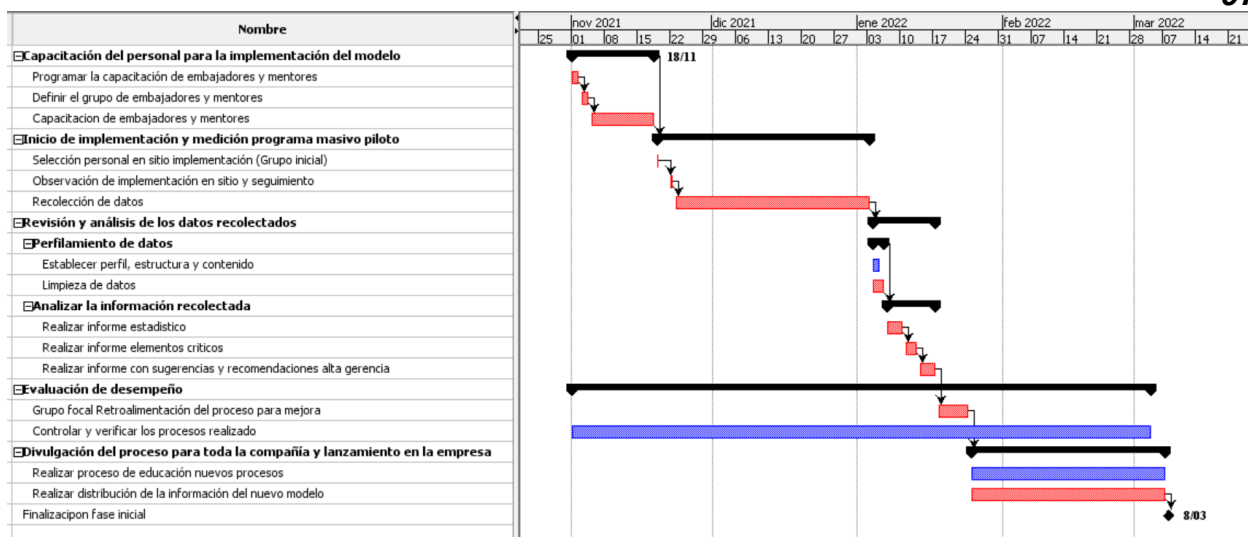 Nombre
nov 2021 dic 2021 ene 2022 feb 2022 mar 2022
25 01 08 15 22 29 06 13 20 27 03 10 17 24 31 07 14 21 28 07 14 21
Capacitación del personal para la implementación del modelo 18/11
Programar la capacitación de embajadores y mentores
Definir el grupo de embajadores y mentores
Capacitacion de embajadores y mentores
Inicio de implementación y medición programa masivo piloto
Selección personal en sitio implementación (Grupo inicial)
Observación de implementación en sitio y seguimiento
Recolección de datos
Revisión y análisis de los datos recolectados
Perfilamiento de datos
Establecer perfil, estructura y contenido
Limpieza de datos
Analizar la información recolectada
Realizar informe estadistico
Realizar informe elementos criticos
Realizar informe con sugerencias y recomendaciones alta gerencia
Evaluación de desempeño
Grupo focal Retroalimentación del proceso para mejora
Controlar y verificar los procesos realizado
Divulgación del proceso para toda la compañía y lanzamiento en la empresa
Realizar proceso de educación nuevos procesos
Realizar distribución de la información del nuevo modelo
Finalizacipon fase inicial 8/03